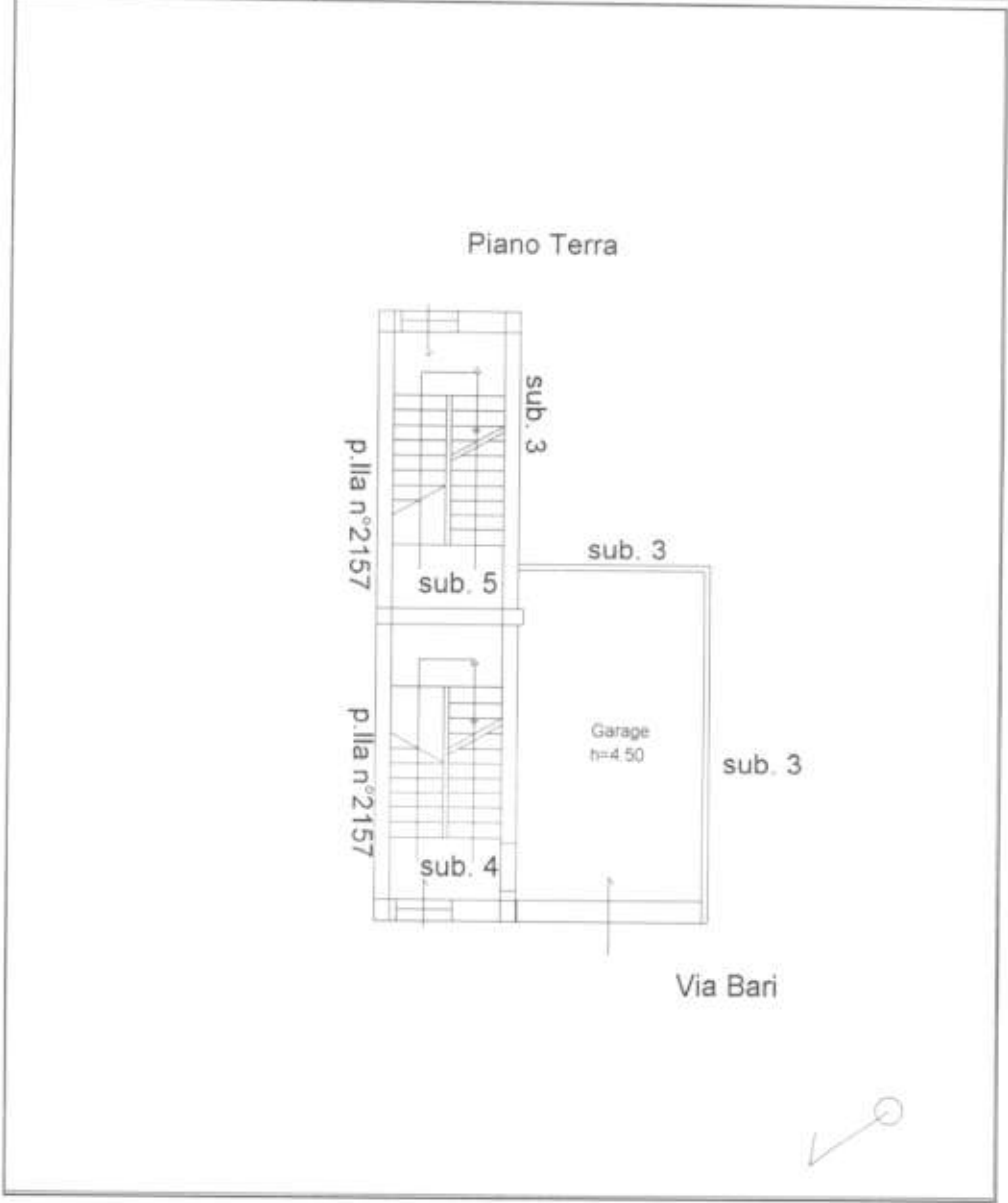 Piano Terra
sub. 3
p.lla n°2157
sub. 3
sub. 5
p.lla n°2157
Garage
h=4.50
sub. 3
sub. 4
Via Bari